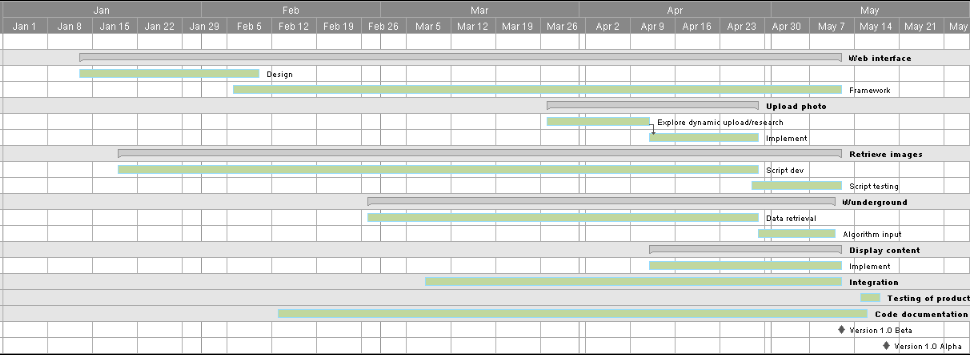 Jan Feb Mar Apr May
Jan 1 Jan 8 Jan 15 Jan 22 Jan 29 Feb 5 Feb 12 Feb 19 Feb 26 Mar 5 Mar 12 Mar 19 Mar 26 Apr 2 Apr 9 Apr 16 Apr 23 Apr 30 May 7 May 14 May 21 May
Web interface
Design
Framework
Upload photo
Explore dynamic upload/research
Implement
Retrieve images
Script dev
Script testing
Wunderground
Data retrieval
Algorithm input
Display content
Implement
Integration
Testing of product
Code documentation
Version 1.0 Beta
Version 1.0 Alpha